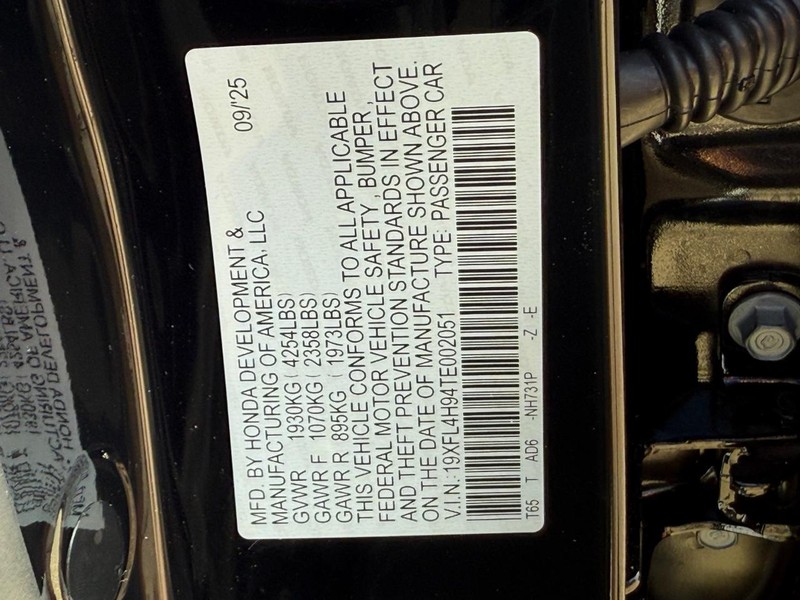 MFD. BY HONDA DEVELOPMENT & 09/'25
MANUFACTURING OF AMERICA, LLC
GVWR 1930KG ( 4254LBS)
GAWR F 1070KG ( 2358LBS)
GAWR R 895KG ( 1973LBS)
THIS VEHICLE CONFORMS TO ALL APPLICABLE
FEDERAL MOTOR VEHICLE SAFETY , BUMPER ,
AND THEFT PREVENTION STANDARDS IN EFFECT
ON THE DATE OF MANUFACTURE SHOWN ABOVE.
V.I.N.: 19XFL4H94TE002051 TYPE: PASSENGER CAR
T65 T AD6 -NH731P -Z -E